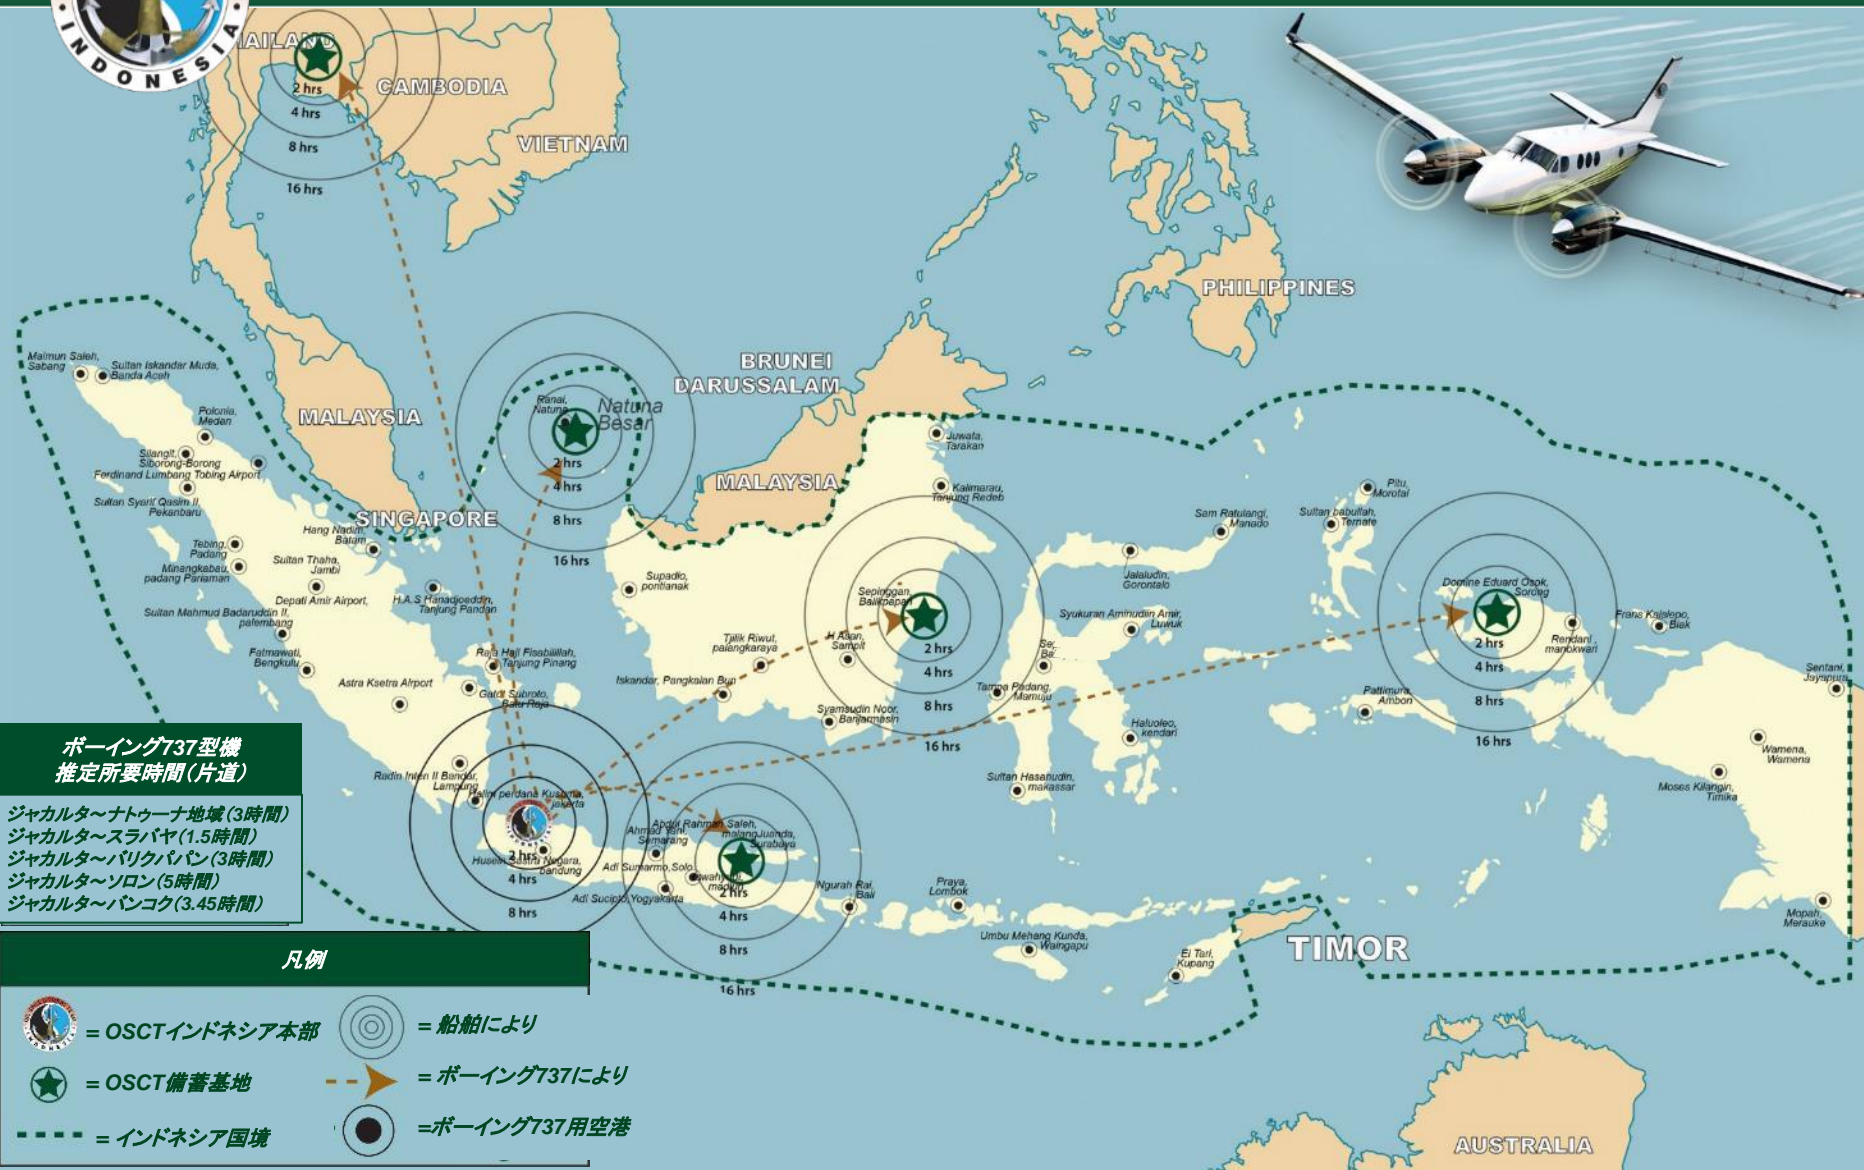 INDONESIA
THAILAND
2 hrs
4 hrs
8 hrs
16 hrs
CAMBODIA
VIETNAM
PHILIPPINES
BRUNEI
DARUSSALAM
MALAYSIA
MALAYSIA
SINGAPORE
Maimun Saleh,
Sabang
Sultan Iskandar Muda,
Banda Aceh
Polonia,
Medan
Silangit,
Siborong-Borong
Ferdinand Lumbang Tobing Airport
Sultan Syarif Qasim II,
Pekanbaru
Hang Nadim,
Batam
Tebing,
Padang
Minangkabau,
padang Pariaman
Sultan Thaha,
Jambi
Depati Amir Airport,
H.A.S Hanadjoeddin,
Tanjung Pandan
Sultan Mahmud Badaruddin II,
palembang
Fatmawati,
Bengkulu
Raja Haji Fisabilillah,
Tanjung Pinang
Astra Ksetra Airport
Gatot Subroto,
Batu Raja
Radin Inten II Bandar,
Lampung
Halim perdana Kusuma,
jakarta
2 hrs
4 hrs
8 hrs
Husein Sastra Negara,
bandung
Ranai,
Natuna
Natuna
Besar
2 hrs
4 hrs
8 hrs
16 hrs
Supadio,
pontianak
Tjilik Riwut,
palangkaraya
H Asan,
Sampit
Iskandar, Pangkalan Bun
Syamsudin Noor,
Banjarmasin
Sepinggan,
Balikpapan
2 hrs
4 hrs
8 hrs
16 hrs
Juwata,
Tarakan
Kalimarau,
Tanjung Redeb
Sam Ratulangi,
Manado
Jalaludin,
Gorontalo
Syukuran Aminudin Amir,
Luwuk
Tampa Padang,
Mamuju
Haluoleo,
kendari
Sultan Hasanudin,
makassar
Pitu,
Morotai
Sultan babullah,
Ternate
Domine Eduard Osok,
Sorong
2 hrs
4 hrs
8 hrs
16 hrs
Rendani,
manokwari
Frans Kaisiepo,
Biak
Pattimura,
Ambon
Sentani,
Jayapura
Wamena,
Wamena
Moses Kilangin,
Timika
Mopah,
Merauke
Abdul Rahman Saleh,
malang
Juanda,
Surabaya
Ahmad Yani,
Semarang
Adi Sumarmo, Solo
madiun
Adi Sucipto, Yogyakarta
2 hrs
4 hrs
8 hrs
16 hrs
Ngurah Rai,
Bali
Praya,
Lombok
Umbu Mehang Kunda,
Waingapu
El Tari,
Kupang
TIMOR
AUSTRALIA
ボーイング737型機
推定所要時間（片道）
ジャカルタ～ナトゥーナ地域（3時間）
ジャカルタ～スラバヤ（1.5時間）
ジャカルタ～バリクパパン（3時間）
ジャカルタ～ソロン（5時間）
ジャカルタ～バンコク（3.45時間）
凡例
= OSCTインドネシア本部
= 船舶により
= OSCT備蓄基地
= ボーイング737により
= インドネシア国境
=ボーイング737用空港